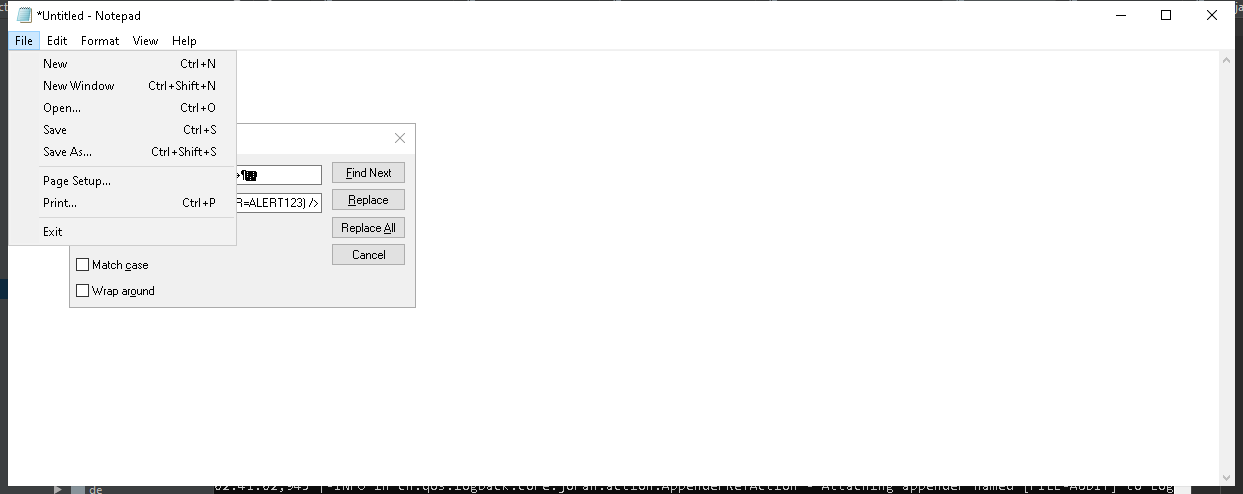 *Untitled - Notepad
File Edit Format View Help
New Ctrl+N
New Window Ctrl+Shift+N
Open... Ctrl+O
Save Ctrl+S
Save As... Ctrl+Shift+S
Page Setup...
Print... Ctrl+P
Exit
Find Next
R=ALERT123) />
Replace
Replace All
Cancel
Match case
Wrap around
de
02:41:02,945 |-INFO in ch.qos.logback.core.joran.action.AppenderRefAction - Attaching appender named [FILE-AUDIT] to Log